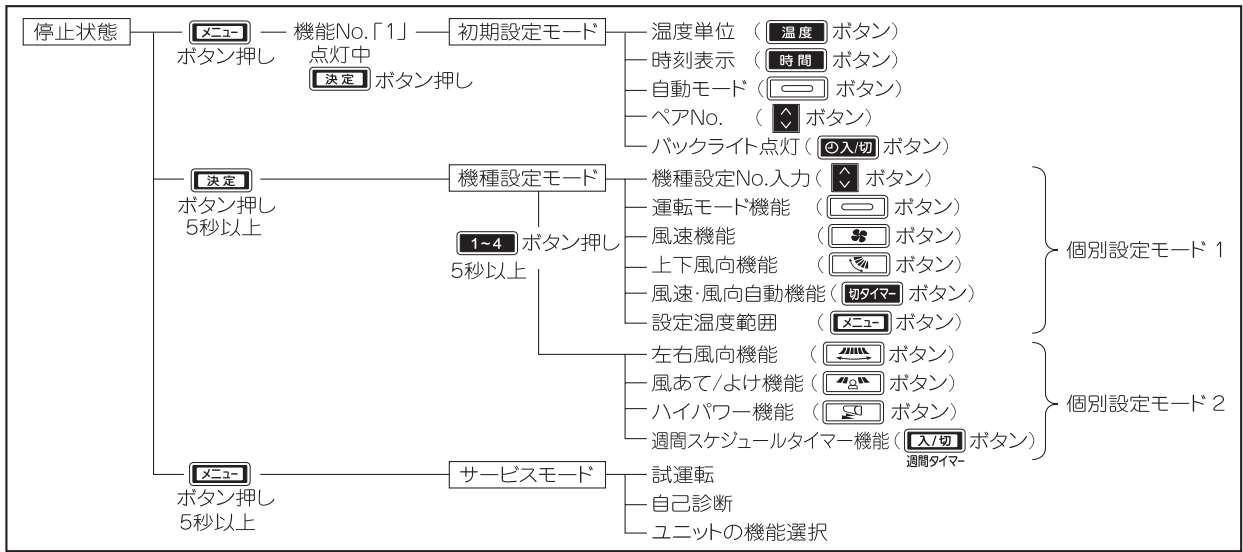 停止状態
メニュー
ボタン押し
機能No.「1」
点灯中
決定 ボタン押し
初期設定モード
温度単位 ( 温度 ボタン)
時刻表示 ( 時間 ボタン)
自動モード ( ボタン)
ペアNo. ( ボタン)
バックライト点灯( 入/切 ボタン)
決定
ボタン押し
5秒以上
機種設定モード
1~4 ボタン押し
5秒以上
機種設定No.入力( ボタン)
運転モード機能 ( ボタン)
風速機能 ( ボタン)
上下風向機能 ( ボタン)
風速·風向自動機能( 切タイマー ボタン)
設定温度範囲 ( メニュー ボタン)
個別設定モード 1
左右風向機能 ( ボタン)
風あて/よけ機能( ボタン)
ハイパワー機能 ( ボタン)
週間スケジュールタイマー機能( 入/切 ボタン)
週間タイマー
個別設定モード 2
メニュー
ボタン押し
5秒以上
サービスモード
試運転
自己診断
ユニットの機能選択